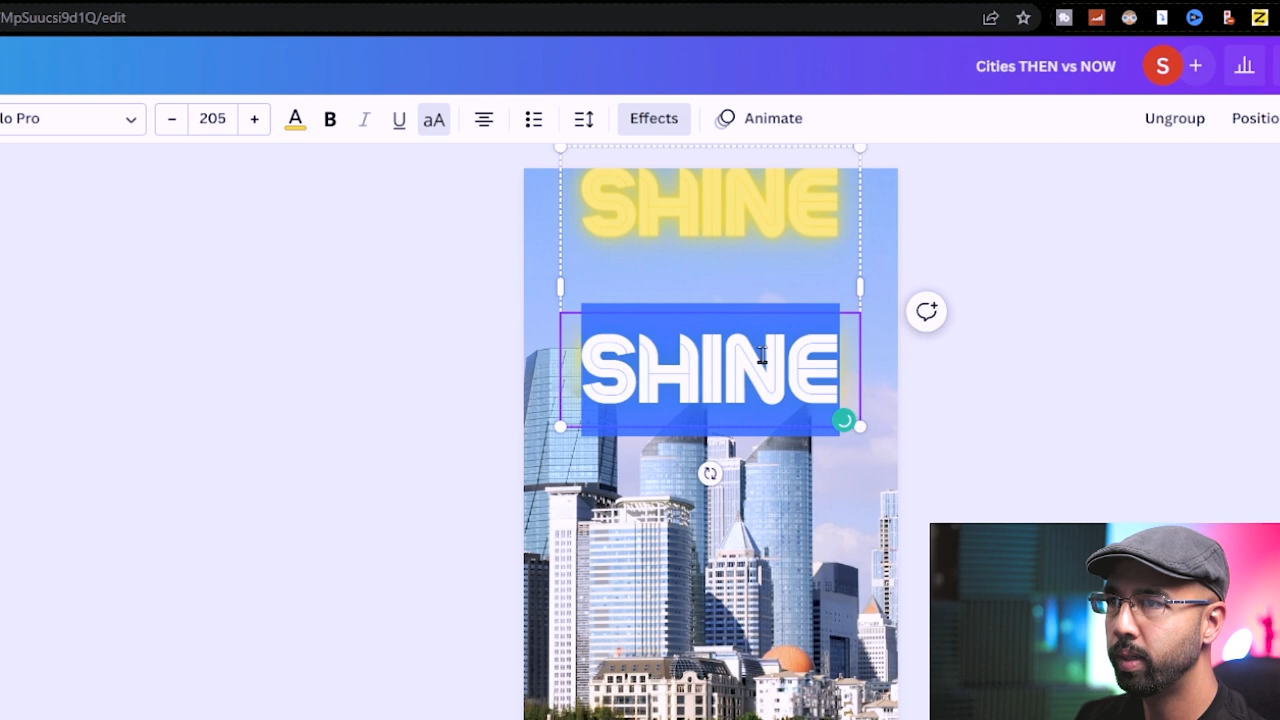 MpSuucsi9d1Q/edit
Cities THEN vs NOW
S
+
lo Pro
- 205 +
A B I U aA
Effects
Animate
Ungroup
Positio
SHINE
SHINE